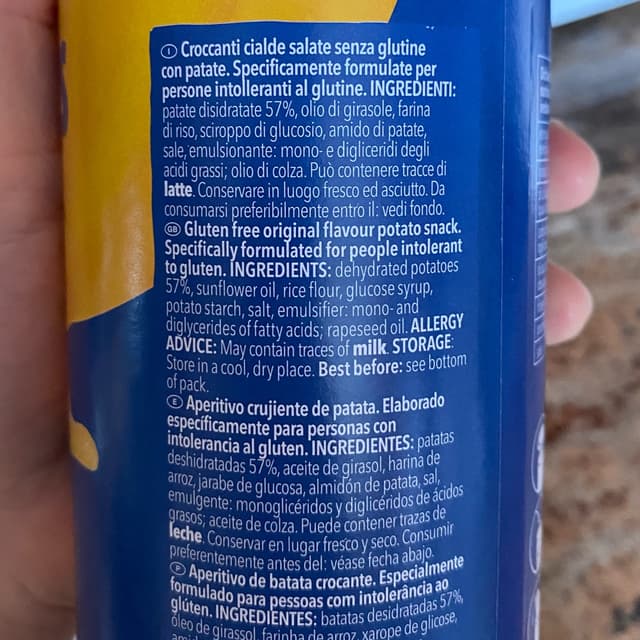 I Croccanti cialde salate senza glutine
con patate. Specificamente formulate per
persone intolleranti al glutine. INGREDIENTI:
patate disidratate 57%, olio di girasole, farina
di riso, sciroppo di glucosio, amido di patate,
sale, emulsionante: mono- e digliceridi degli
acidi grassi; olio di colza. Può contenere tracce di
latte. Conservare in luogo fresco ed asciutto. Da
consumarsi preferibilmente entro il: vedi fondo.
GB Gluten free original flavour potato snack.
Specifically formulated for people intolerant
to gluten. INGREDIENTS: dehydrated potatoes
57%, sunflower oil, rice flour, glucose syrup,
potato starch, salt, emulsifier: mono- and
diglycerides of fatty acids; rapeseed oil. ALLERGY
ADVICE: May contain traces of milk. STORAGE:
Store in a cool, dry place. Best before: see bottom
of pack.
E Aperitivo crujiente de patata. Elaborado
específicamente para personas con
intolerancia al gluten. INGREDIENTES: patatas
deshidratadas 57%, aceite de girasol, harina de
arroz, jarabe de glucosa, almidón de patata, sal,
emulgente: monoglicéridos y diglicéridos de ácidos
grasos; aceite de colza. Puede contener trazas de
leche. Conservar en lugar fresco y seco. Consumir
preferentemente antes del: véase fecha abajo.
P Aperitivo de batata crocante. Especialmente
formulado para pessoas com intolerância ao
glúten. INGREDIENTES: batatas desidratadas 57%,
óleo de girassol, farinha de arroz, xarope de glicose,